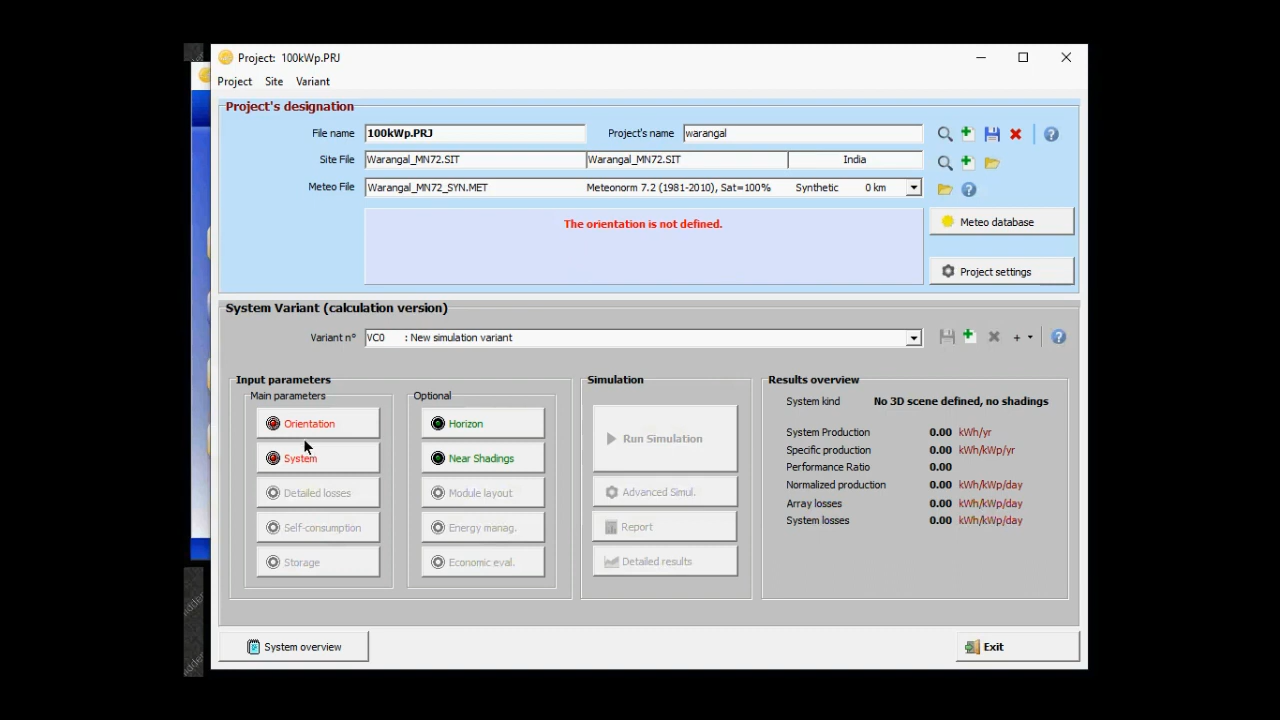 Project: 100kWp.PRJ
Project Site Variant
Project's designation
File name 100kWp.PRJ Project's name warangal
Site File Warangal_MN72.SIT Warangal_MN72.SIT India
Meteo File Warangal_MN72_SYN.MET Meteonorm 7.2 (1981-2010), Sat=100% Synthetic 0 km
The orientation is not defined.
Meteo database
Project settings
System Variant (calculation version)
Variant n° VC0 : New simulation variant
Input parameters
Main parameters
Orientation
System
Detailed losses
Self-consumption
Storage
Optional
Horizon
Near Shadings
Module layout
Energy manag.
Economic eval.
Simulation
Run Simulation
Advanced Simul.
Report
Detailed results
Results overview
System kind No 3D scene defined, no shadings
System Production 0.00 kWh/yr
Specific production 0.00 kWh/kWp/yr
Performance Ratio 0.00
Normalized production 0.00 kWh/kWp/day
Array losses 0.00 kWh/kWp/day
System losses 0.00 kWh/kWp/day
System overview
Exit